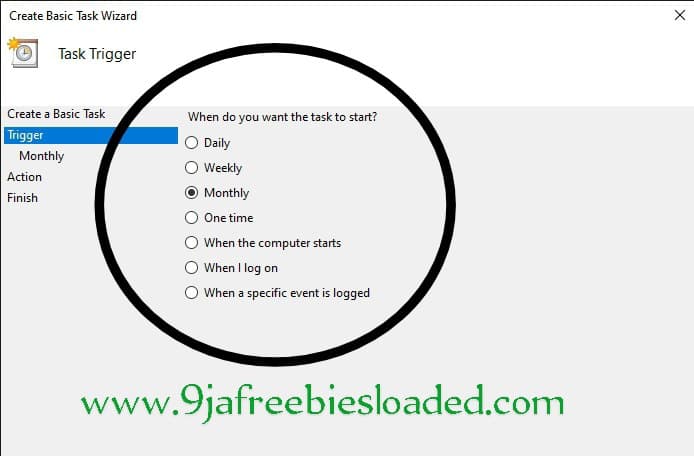 Create Basic Task Wizard
Task Trigger
Create a Basic Task
Trigger
Monthly
Action
Finish
When do you want the task to start?
Daily
Weekly
Monthly
One time
When the computer starts
When I log on
When a specific event is logged
www.9jafreebiesloaded.com